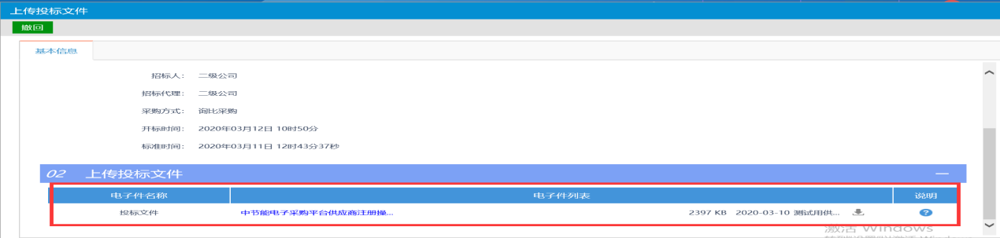 上传投标文件
撤回
基本信息
招标人： 二级公司
招标代理： 二级公司
采购方式： 询比采购
开标时间： 2020年03月12日 10时50分
标准时间： 2020年03月11日 12时43分37秒
02 上传投标文件
电子件名称 电子件列表 说明
投标文件 中节能电子采购平台供应商注册操... 2397 KB 2020-03-10 测试用供... ?
激活 Windows